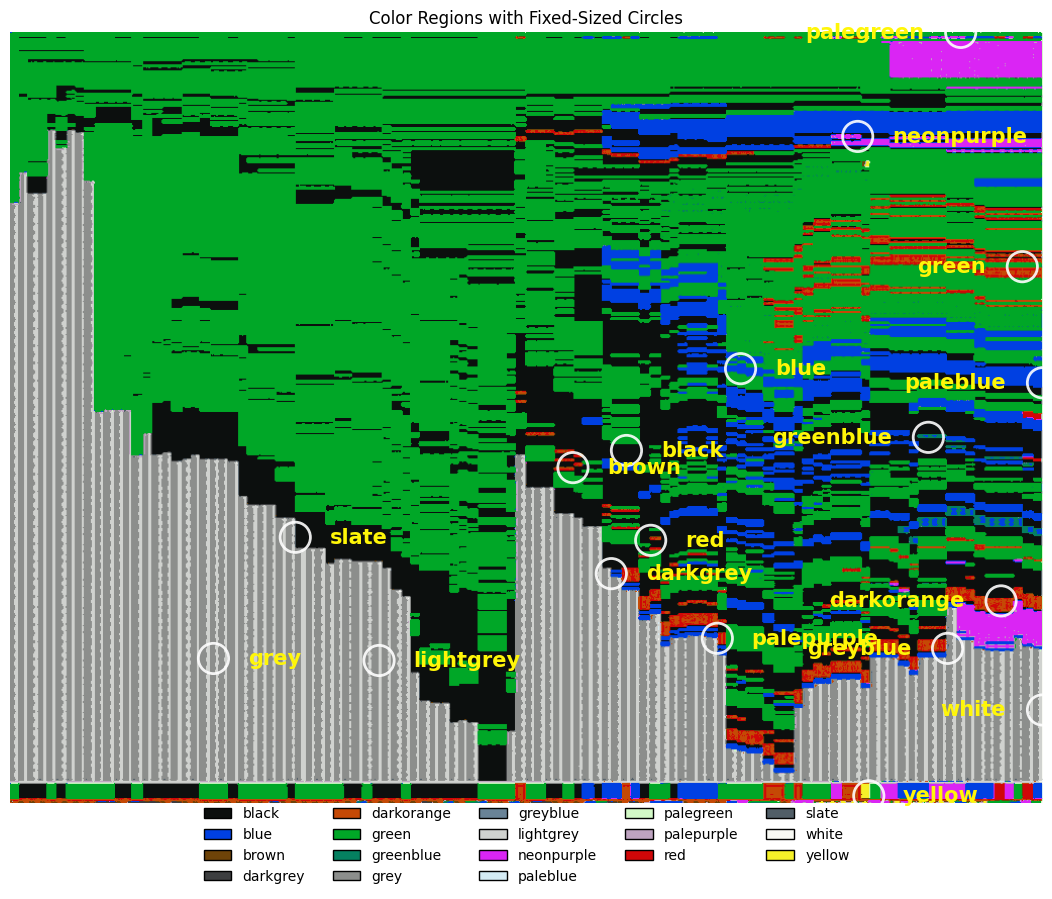 Color Regions with Fixed-Sized Circles
palegreen
neonpurple
green
blue
paleblue
greenblue
black
brown
slate
red
darkgrey
darkorange
palepurple
greyblue
grey
lightgrey
white
yellow
black darkorange greyblue palegreen slate
blue green lightgrey palepurple white
brown greenblue neonpurple red yellow
darkgrey grey paleblue